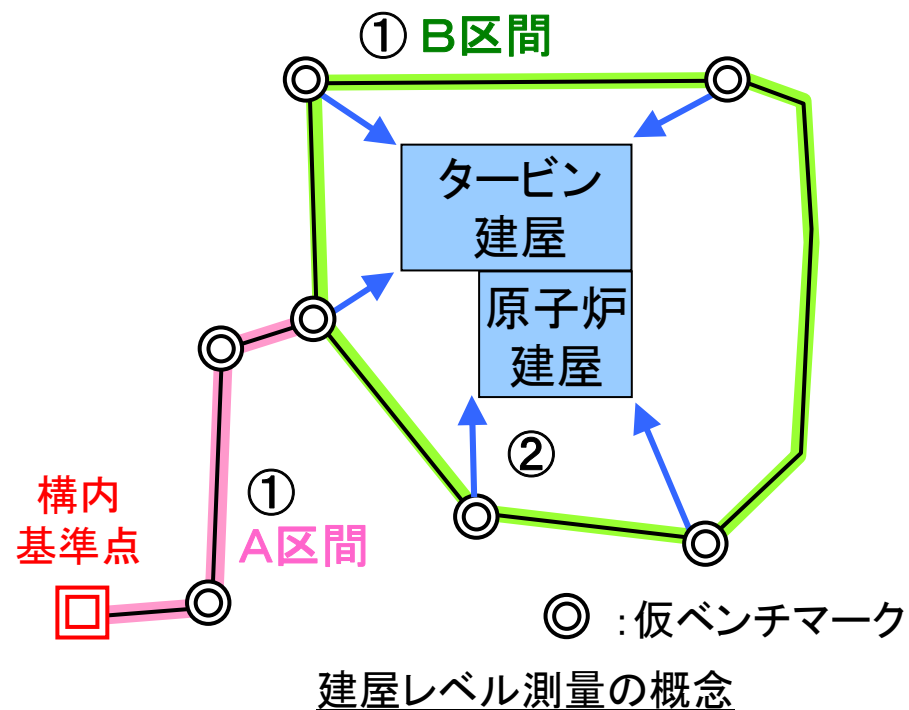 ① B区間
タービン
建屋
原子炉
建屋
②
①
A区間
構内
基準点
◎ :仮ベンチマーク
建屋レベル測量の概念